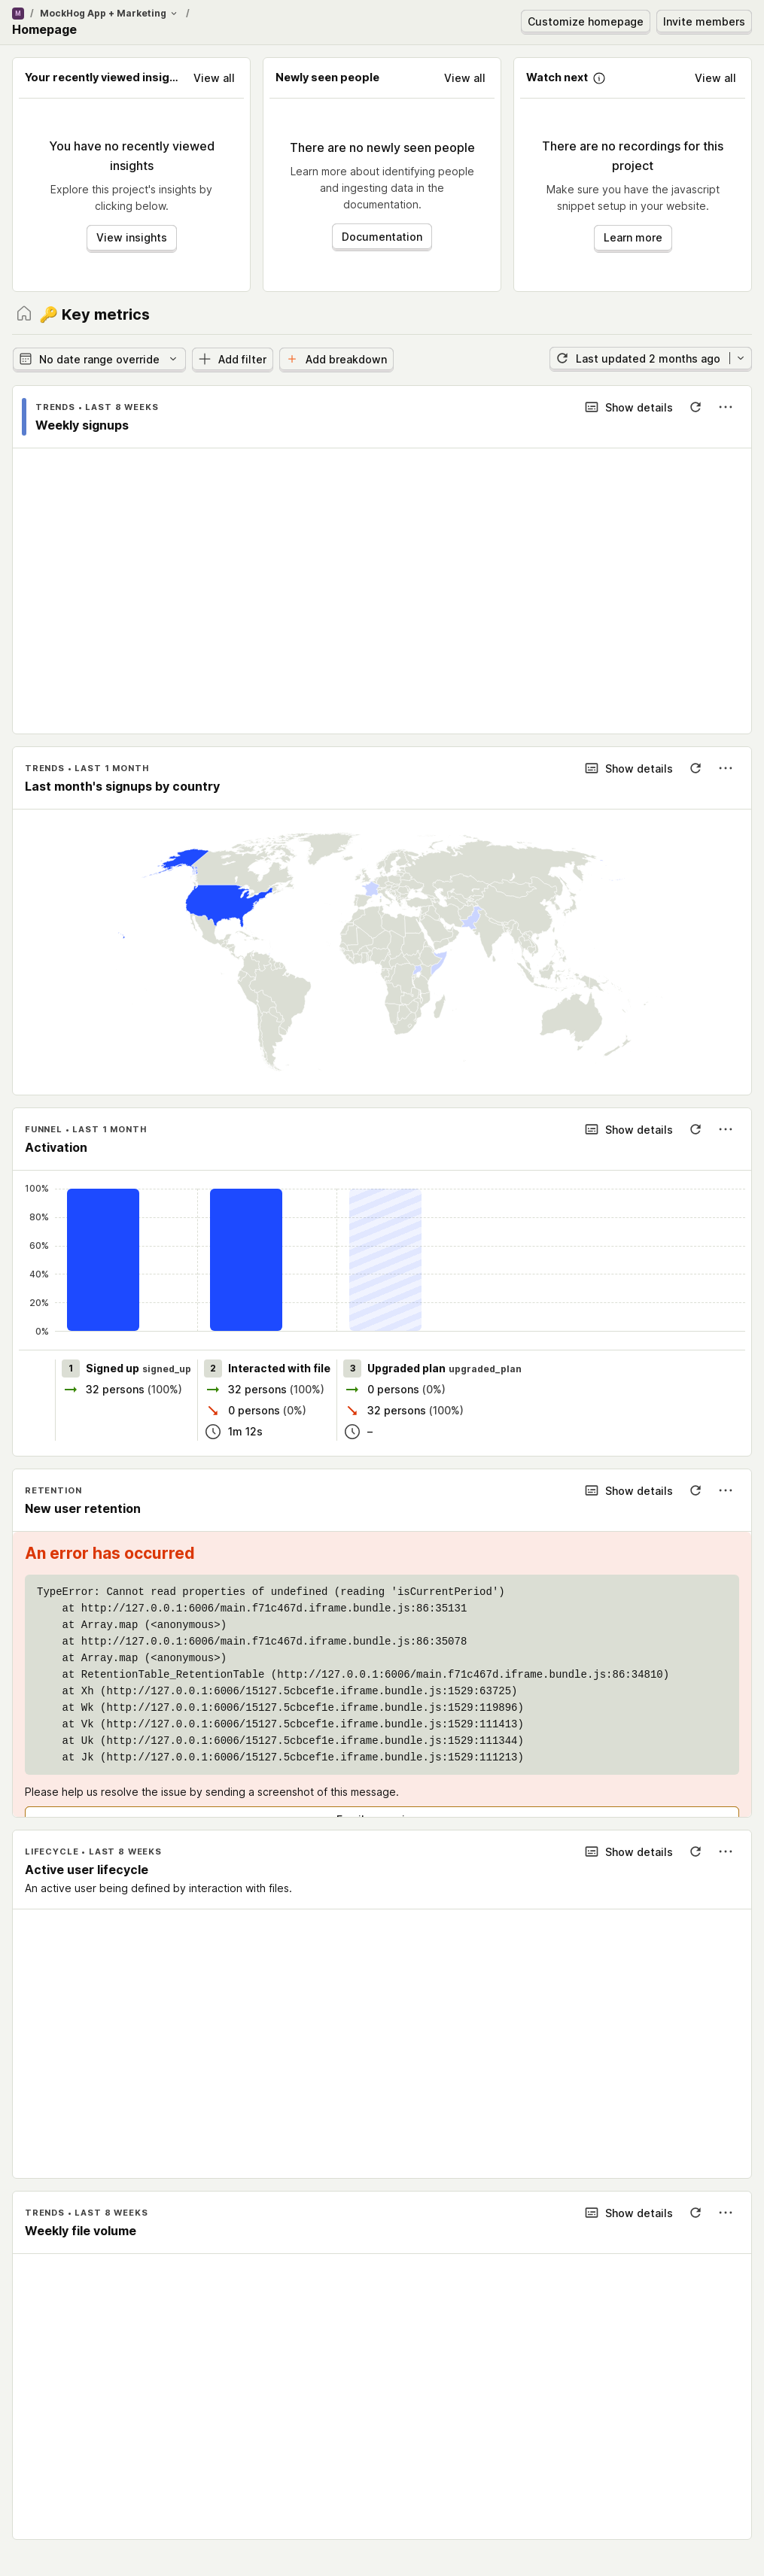 M / MockHog App + Marketing /
Homepage
Customize homepage
Invite members
Your recently viewed insig...
View all
You have no recently viewed
insights
Explore this project's insights by
clicking below.
View insights
Newly seen people
View all
There are no newly seen people
Learn more about identifying people
and ingesting data in the
documentation.
Documentation
Watch next
View all
There are no recordings for this
project
Make sure you have the javascript
snippet setup in your website.
Learn more
🔑 Key metrics
No date range override
Add filter
Add breakdown
Last updated 2 months ago
TRENDS • LAST 8 WEEKS
Show details
Weekly signups
TRENDS • LAST 1 MONTH
Show details
Last month's signups by country
FUNNEL • LAST 1 MONTH
Show details
Activation
100%
80%
60%
40%
20%
0%
1 Signed up signed_up
32 persons (100%)
2 Interacted with file
32 persons (100%)
0 persons (0%)
1m 12s
3 Upgraded plan upgraded_plan
0 persons (0%)
32 persons (100%)
–
RETENTION
Show details
New user retention
An error has occurred
TypeError: Cannot read properties of undefined (reading 'isCurrentPeriod')
at http://127.0.0.1:6006/main.f71c467d.iframe.bundle.js:86:35131
at Array.map (<anonymous>)
at http://127.0.0.1:6006/main.f71c467d.iframe.bundle.js:86:35078
at Array.map (<anonymous>)
at RetentionTable_RetentionTable (http://127.0.0.1:6006/main.f71c467d.iframe.bundle.js:86:34810)
at Xh (http://127.0.0.1:6006/15127.5cbcef1e.iframe.bundle.js:1529:63725)
at Wk (http://127.0.0.1:6006/15127.5cbcef1e.iframe.bundle.js:1529:119896)
at Vk (http://127.0.0.1:6006/15127.5cbcef1e.iframe.bundle.js:1529:111413)
at Uk (http://127.0.0.1:6006/15127.5cbcef1e.iframe.bundle.js:1529:111344)
at Jk (http://127.0.0.1:6006/15127.5cbcef1e.iframe.bundle.js:1529:111213)
Please help us resolve the issue by sending a screenshot of this message.
LIFECYCLE • LAST 8 WEEKS
Show details
Active user lifecycle
An active user being defined by interaction with files.
TRENDS • LAST 8 WEEKS
Show details
Weekly file volume